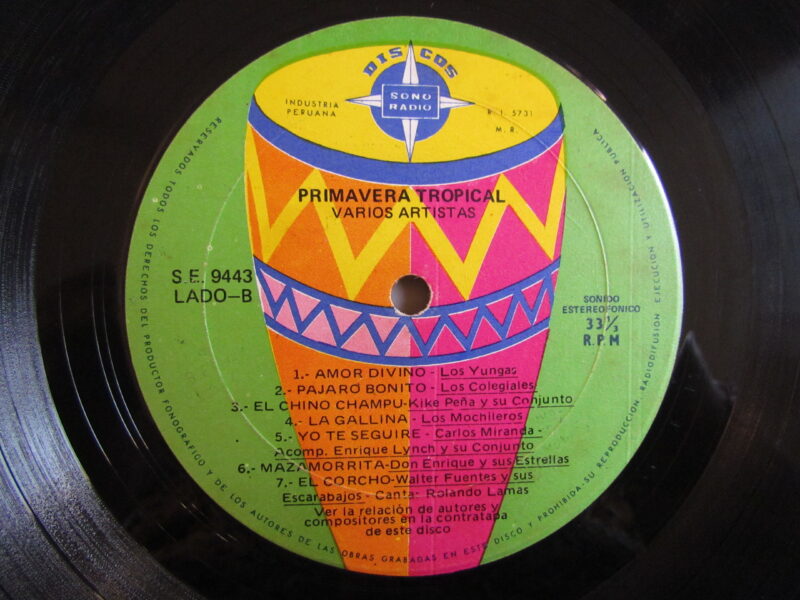 DISCOS
SONO
RADIO
INDUSTRIA
PERUANA
R. I. 5731
M. R.
PRIMAVERA TROPICAL
VARIOS ARTISTAS
S.E. 9443
LADO-B
SONIDO
ESTEREOFONICO
33⅓
R.P.M
1.- AMOR DIVINO - Los Yungas
2.- PAJARO BONITO - Los Colegiales
3.- EL CHINO CHAMPU-Kike Peña y su Conjunto
4.- LA GALLINA - Los Mochileros
5.- YO TE SEGUIRE - Carlos Miranda -
Acomp. Enrique Lynch y su Conjunto
6.- MAZAMORRITA-Don Enrique y sus Estrellas
7.- EL CORCHO-Walter Fuentes y sus
Escarabajos - Canta: Rolando Lamas
Ver la relación de autores y
compositores en la contratapa
de este disco
RESERVADOS TODOS LOS DERECHOS DEL PRODUCTOR FONOGRAFICO Y DE LOS AUTORES DE LAS OBRAS GRABADAS EN ESTE DISCO Y PROHIBIDA SU REPRODUCCION, RADIODIFUSION EJECUCION Y UTILIZACION PUBLICA